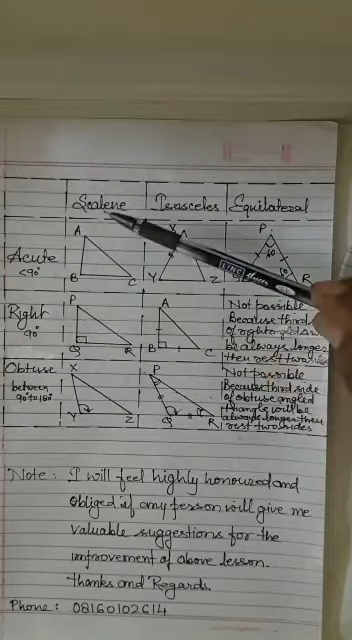 Scalene Isosceles Equilateral
A X P
60
Acute
<90°
B C Y Z 60 R
Right
90°
P A
Q R B C
Not possible
Because third
of rightangled
be always longer
then rest two
Obtuse
between
90° to 180°
X P
Y Z Q R
Not possible
Because third side
of obtuse angled
triangle will be
always longer then
rest two sides
Note: I will feel highly honoured and
obliged if any person will give me
valuable suggestions for the
improvement of above lesson.
Thanks and Regards.
Phone: 08160102614